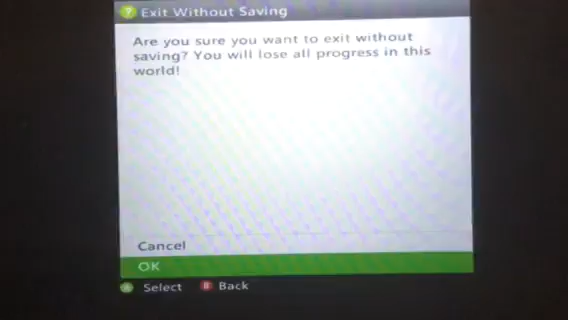 ? Exit Without Saving
Are you sure you want to exit without
saving? You will lose all progress in this
world!
Cancel
OK
A Select B Back